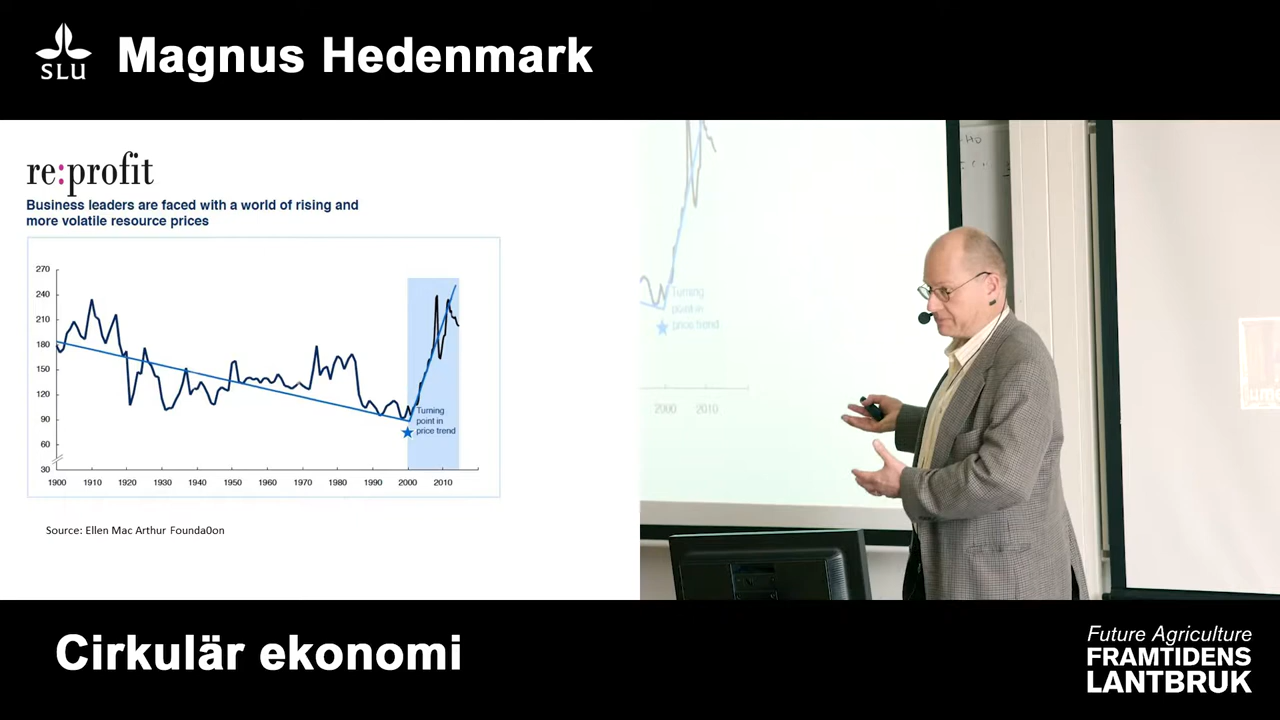 SLU
Magnus Hedenmark
re:profit
Business leaders are faced with a world of rising and
more volatile resource prices
270
240
210
180
150
120
90
60
30
Turning
point in
price trend
1900 1910 1920 1930 1940 1950 1960 1970 1980 1990 2000 2010
Source: Ellen Mac Arthur Founda0on
Turning
point in
price trend
2000 2010
Cirkulär ekonomi
Future Agriculture
FRAMTIDENS
LANTBRUK